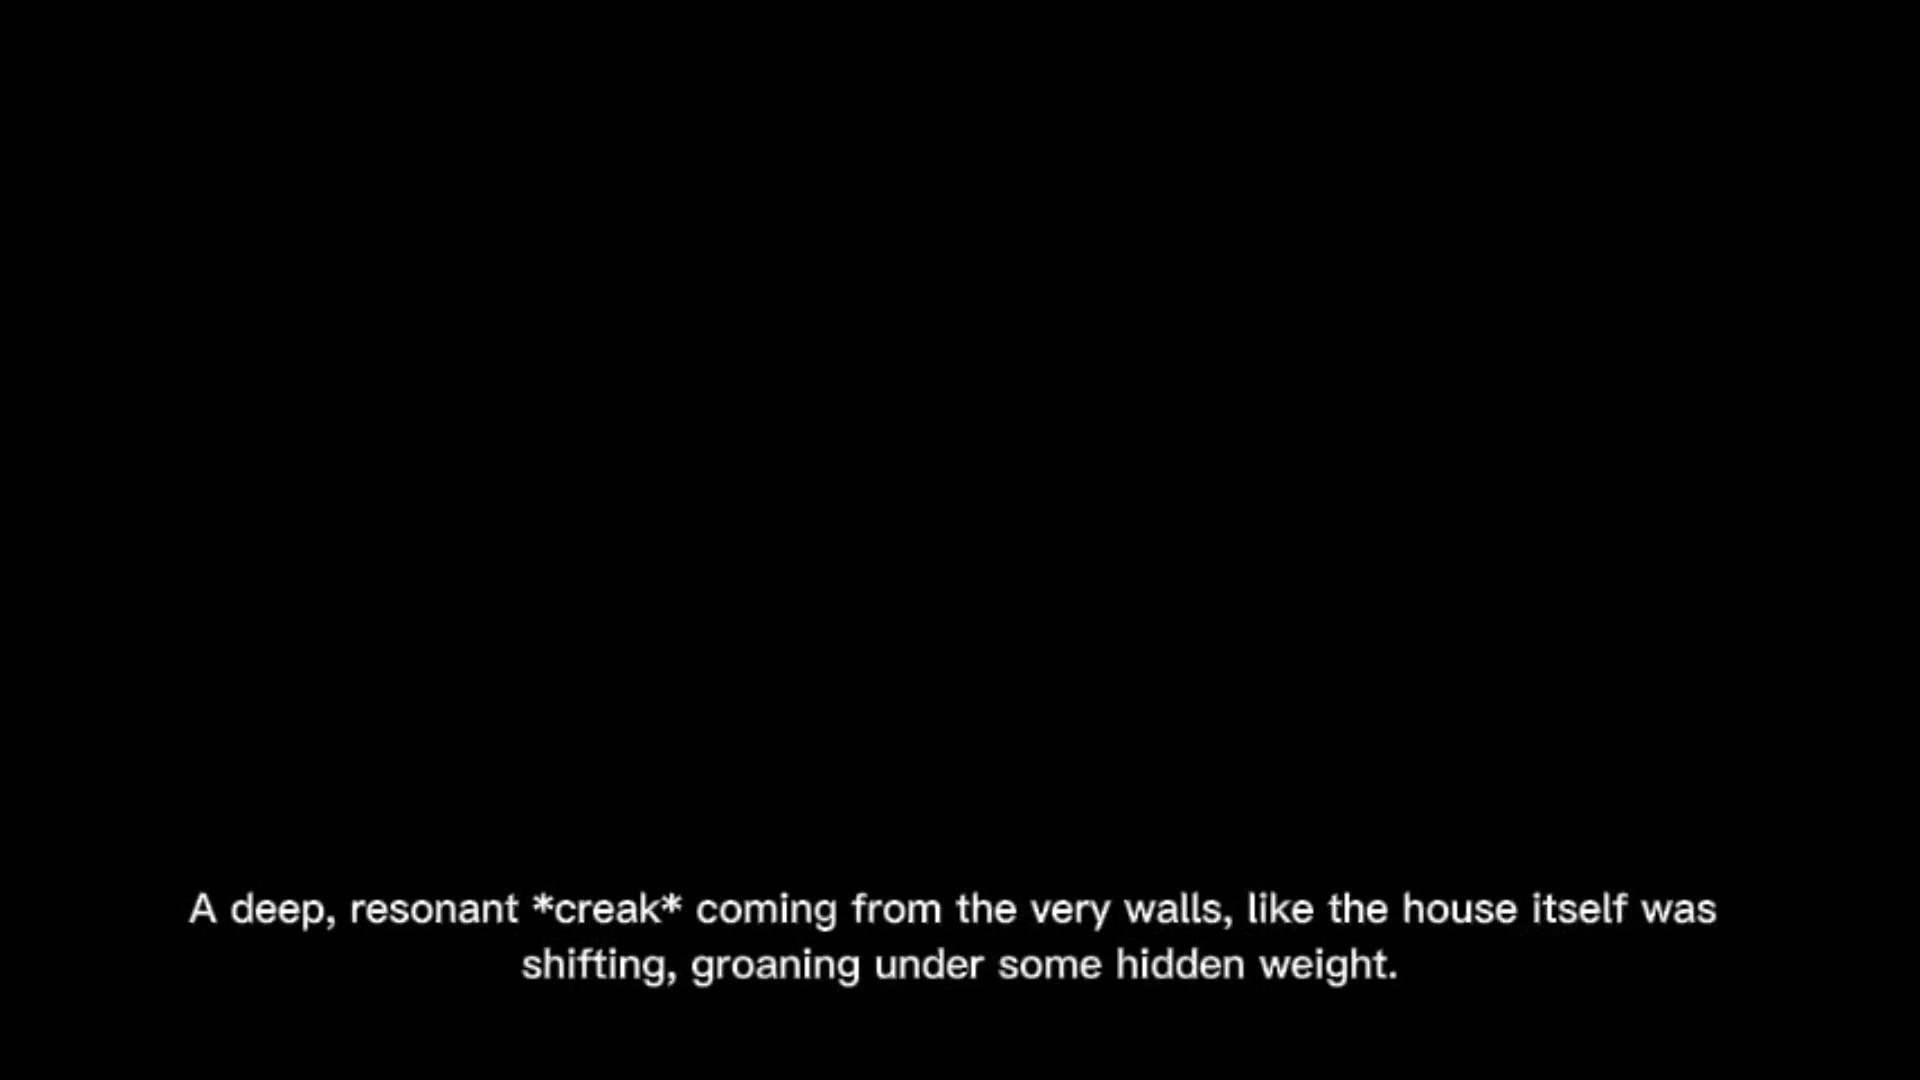 A deep, resonant *creak* coming from the very walls, like the house itself was
shifting, groaning under some hidden weight.